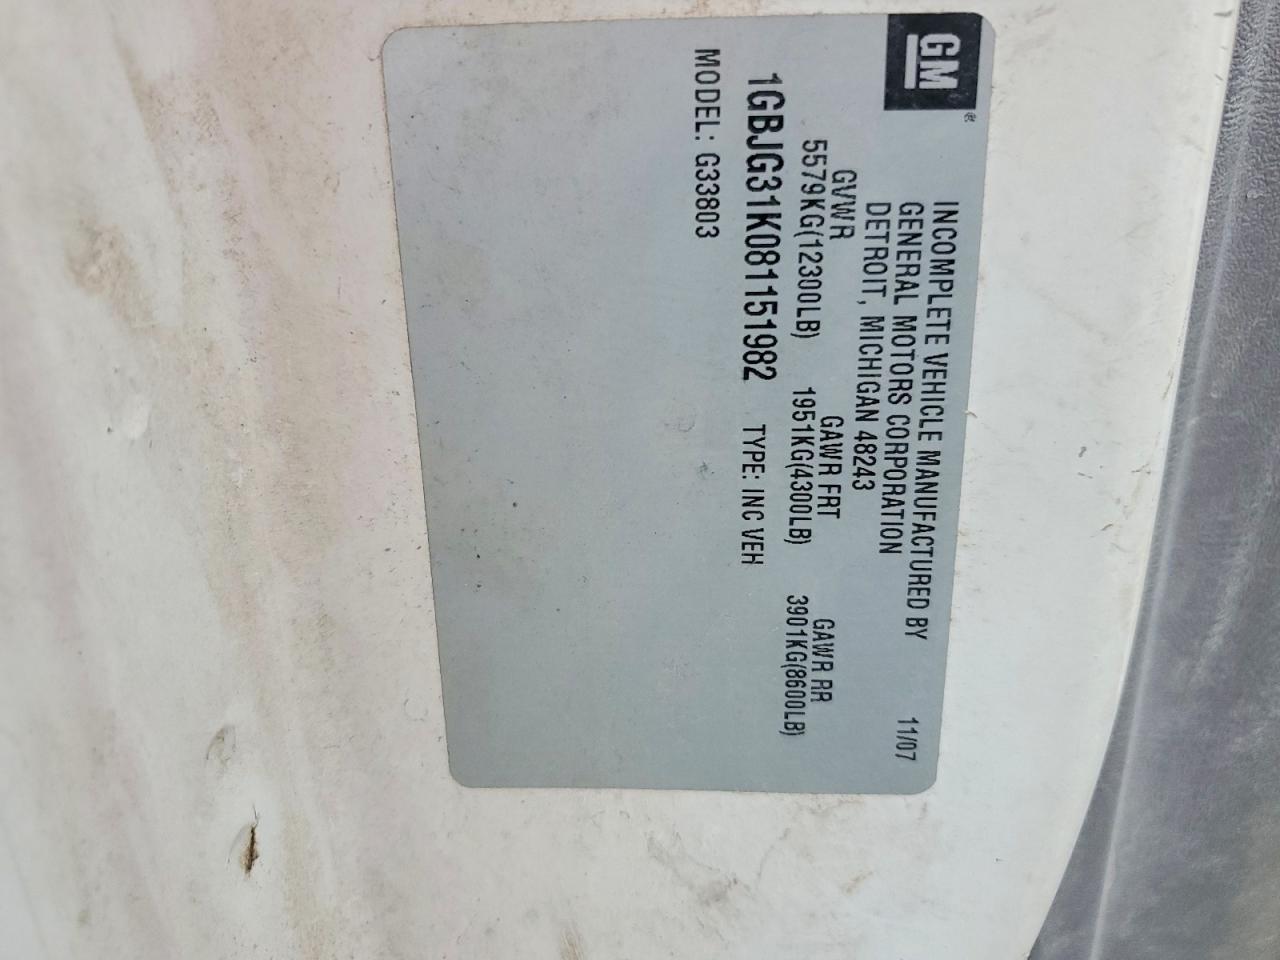 GM®
INCOMPLETE VEHICLE MANUFACTURED BY
GENERAL MOTORS CORPORATION 11/07
DETROIT, MICHIGAN 48243
GVWR GAWR FRT GAWR RR
5579KG(12300LB) 1951KG(4300LB) 3901KG(8600LB)
1GBJG31K081151982 TYPE: INC VEH
MODEL: G33803